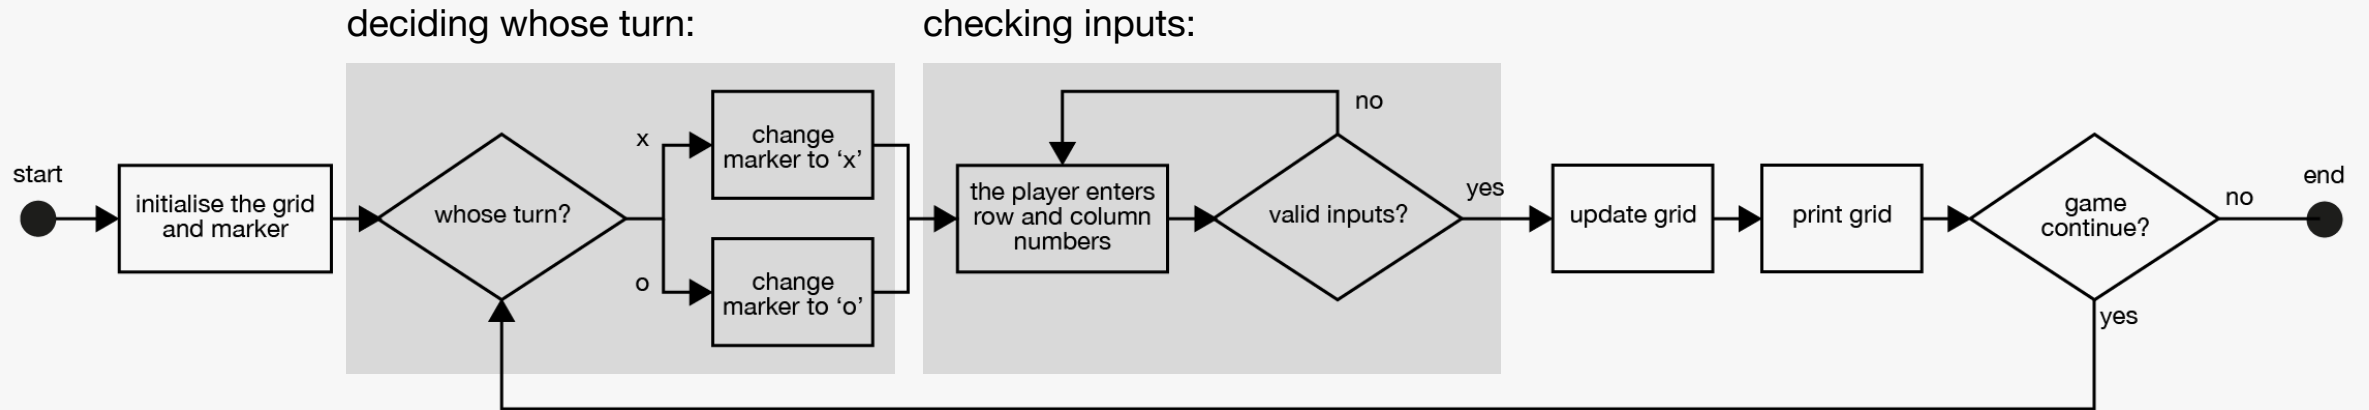 deciding whose turn:
checking inputs:
start
initialise the grid
and marker
whose turn?
x
change
marker to ‘x’
o
change
marker to ‘o’
the player enters
row and column
numbers
no
valid inputs?
yes
update grid
print grid
game
continue?
yes
no
end